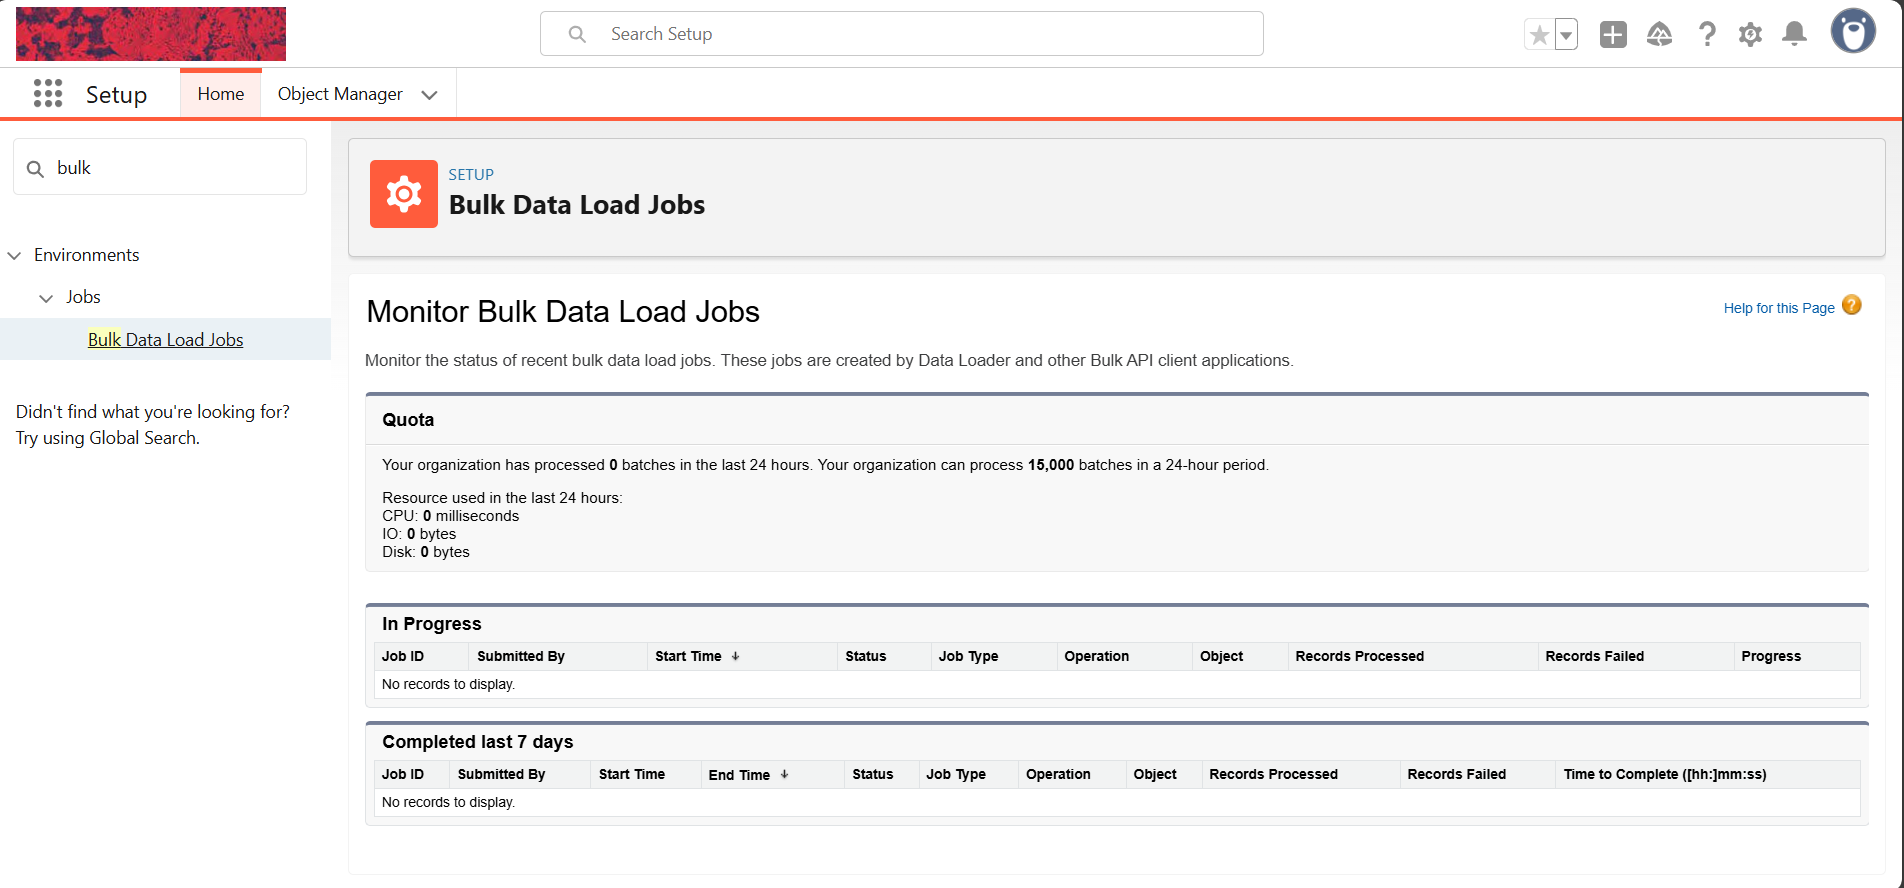 Search Setup
Setup
Home
Object Manager
bulk
Environments
Jobs
Bulk Data Load Jobs
Didn't find what you're looking for?
Try using Global Search.
SETUP
Bulk Data Load Jobs
Monitor Bulk Data Load Jobs
Help for this Page ?
Monitor the status of recent bulk data load jobs. These jobs are created by Data Loader and other Bulk API client applications.
Quota
Your organization has processed 0 batches in the last 24 hours. Your organization can process 15,000 batches in a 24-hour period.
Resource used in the last 24 hours:
CPU: 0 milliseconds
IO: 0 bytes
Disk: 0 bytes
In Progress
Job ID Submitted By Start Time ↓ Status Job Type Operation Object Records Processed Records Failed Progress
No records to display.
Completed last 7 days
Job ID Submitted By Start Time End Time ↓ Status Job Type Operation Object Records Processed Records Failed Time to Complete ([hh:]mm:ss)
No records to display.